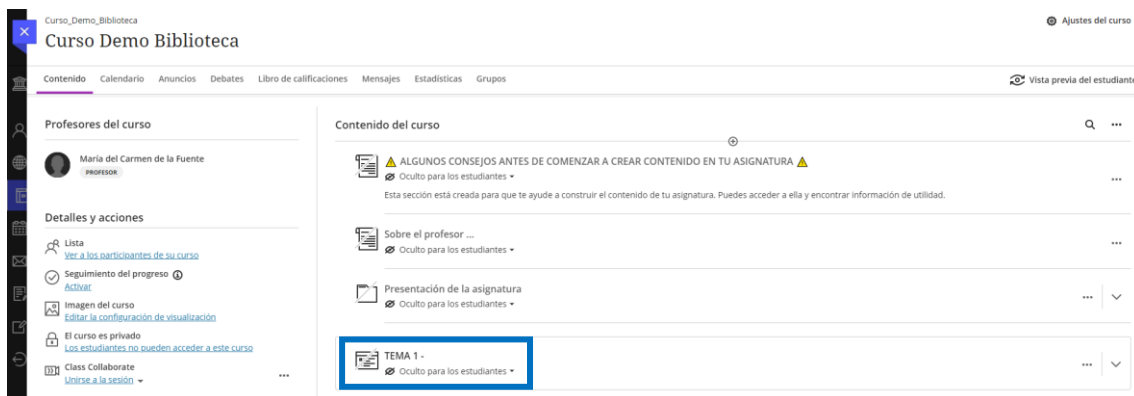 Curso_Demo_Biblioteca
Curso Demo Biblioteca
Ajustes del curso
Contenido Calendario Anuncios Debates Libro de calificaciones Mensajes Estadísticas Grupos
Vista previa del estudiante
Profesores del curso
María del Carmen de la Fuente
PROFESOR
Detalles y acciones
Lista
Ver a los participantes de su curso
Seguimiento del progreso
Activar
Imagen del curso
Editar la configuración de visualización
El curso es privado
Los estudiantes no pueden acceder a este curso
Class Collaborate
Unirse a la sesión
Contenido del curso
ALGUNOS CONSEJOS ANTES DE COMENZAR A CREAR CONTENIDO EN TU ASIGNATURA
Oculto para los estudiantes
Esta sección está creada para que te ayude a construir el contenido de tu asignatura. Puedes acceder a ella y encontrar información de utilidad.
Sobre el profesor ...
Oculto para los estudiantes
Presentación de la asignatura
Oculto para los estudiantes
TEMA 1 -
Oculto para los estudiantes